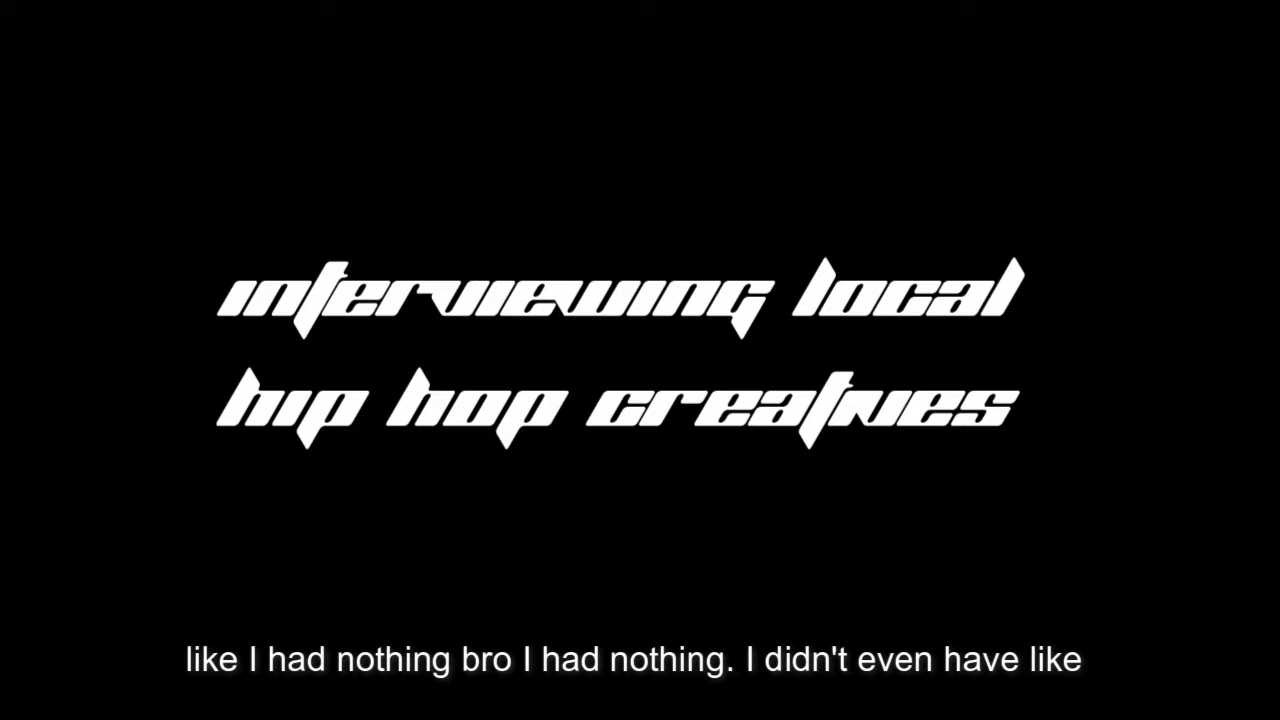 interviewing local
hip hop creatives
like I had nothing bro I had nothing. I didn't even have like